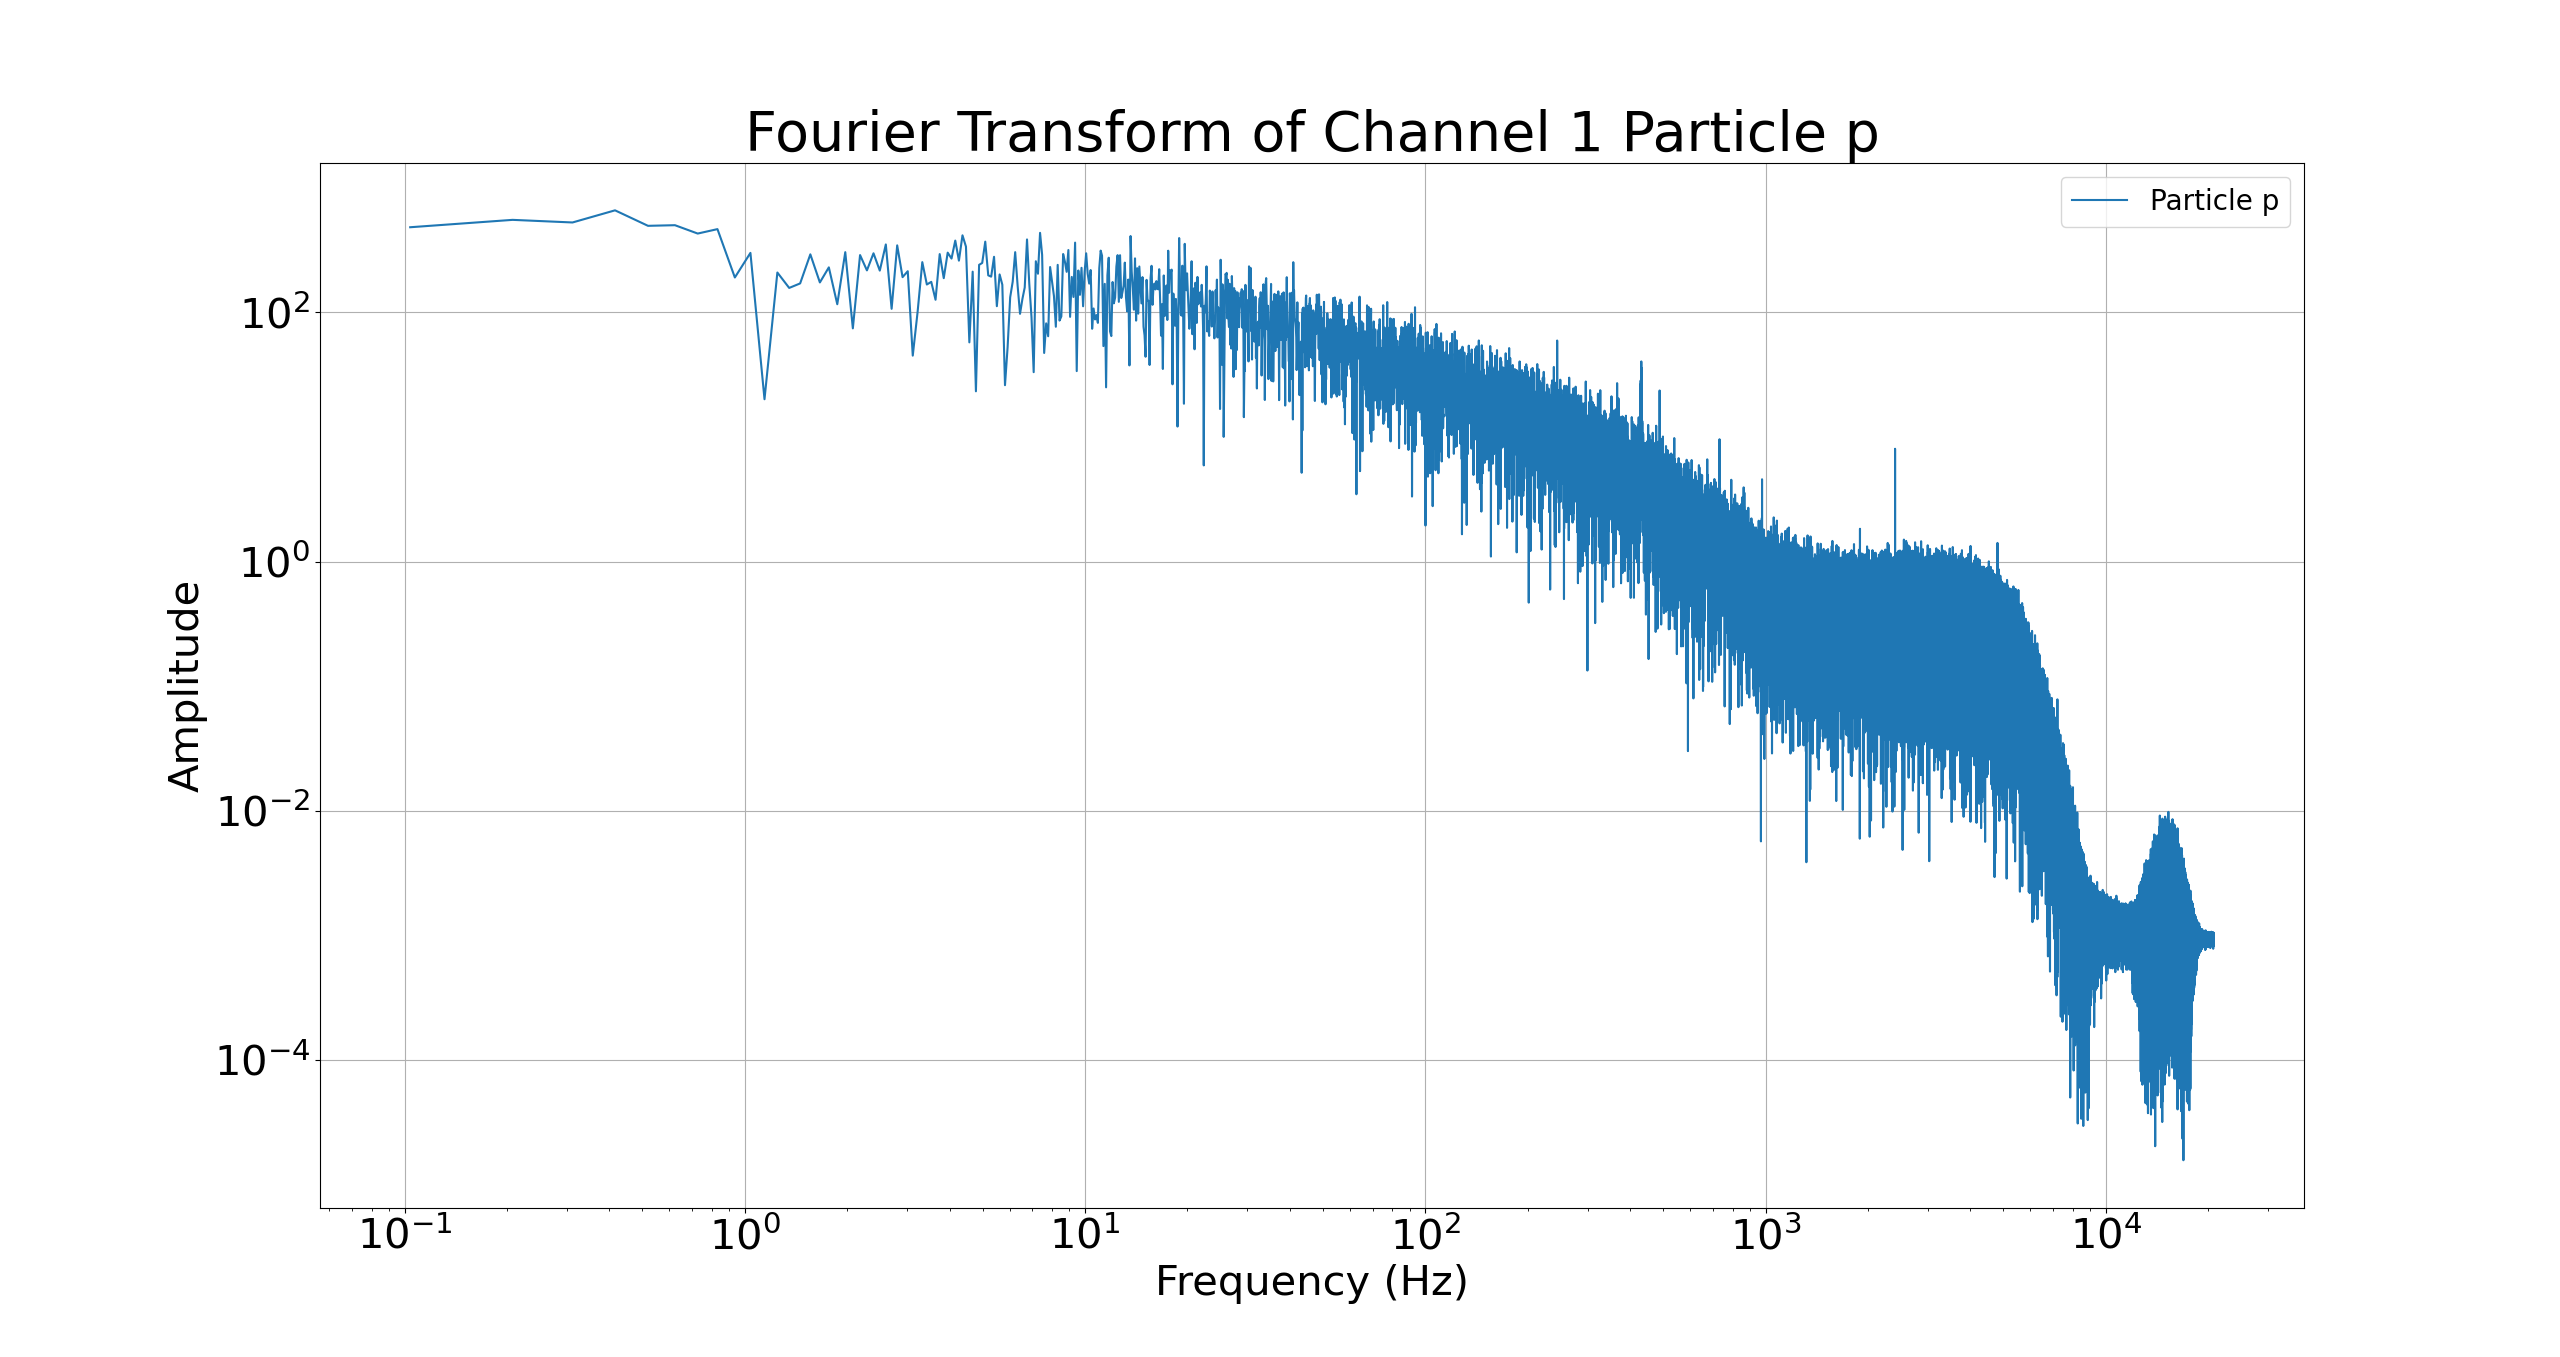 Fourier Transform of Channel 1 Particle p
Particle p
10²
10⁰
10⁻²
10⁻⁴
Amplitude
10⁻¹ 10⁰ 10¹ 10² 10³ 10⁴
Frequency (Hz)